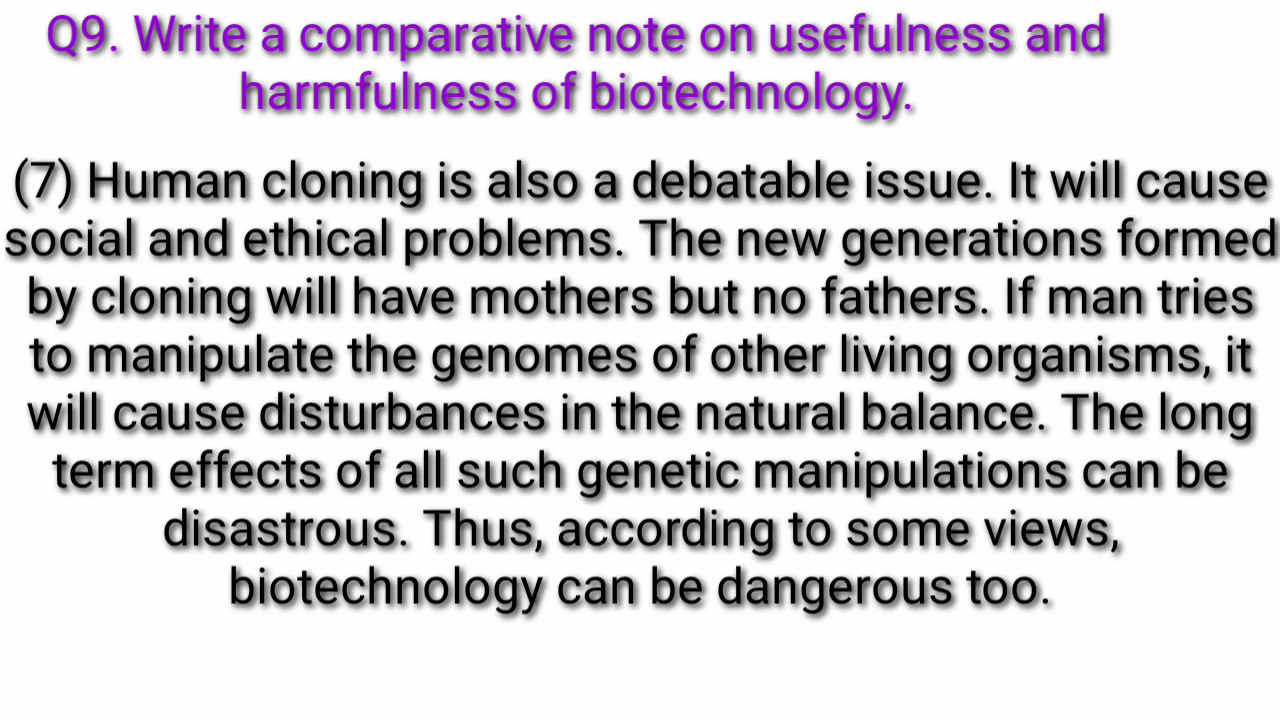 Q9. Write a comparative note on usefulness and
harmfulness of biotechnology.
(7) Human cloning is also a debatable issue. It will cause
social and ethical problems. The new generations formed
by cloning will have mothers but no fathers. If man tries
to manipulate the genomes of other living organisms, it
will cause disturbances in the natural balance. The long
term effects of all such genetic manipulations can be
disastrous. Thus, according to some views,
biotechnology can be dangerous too.